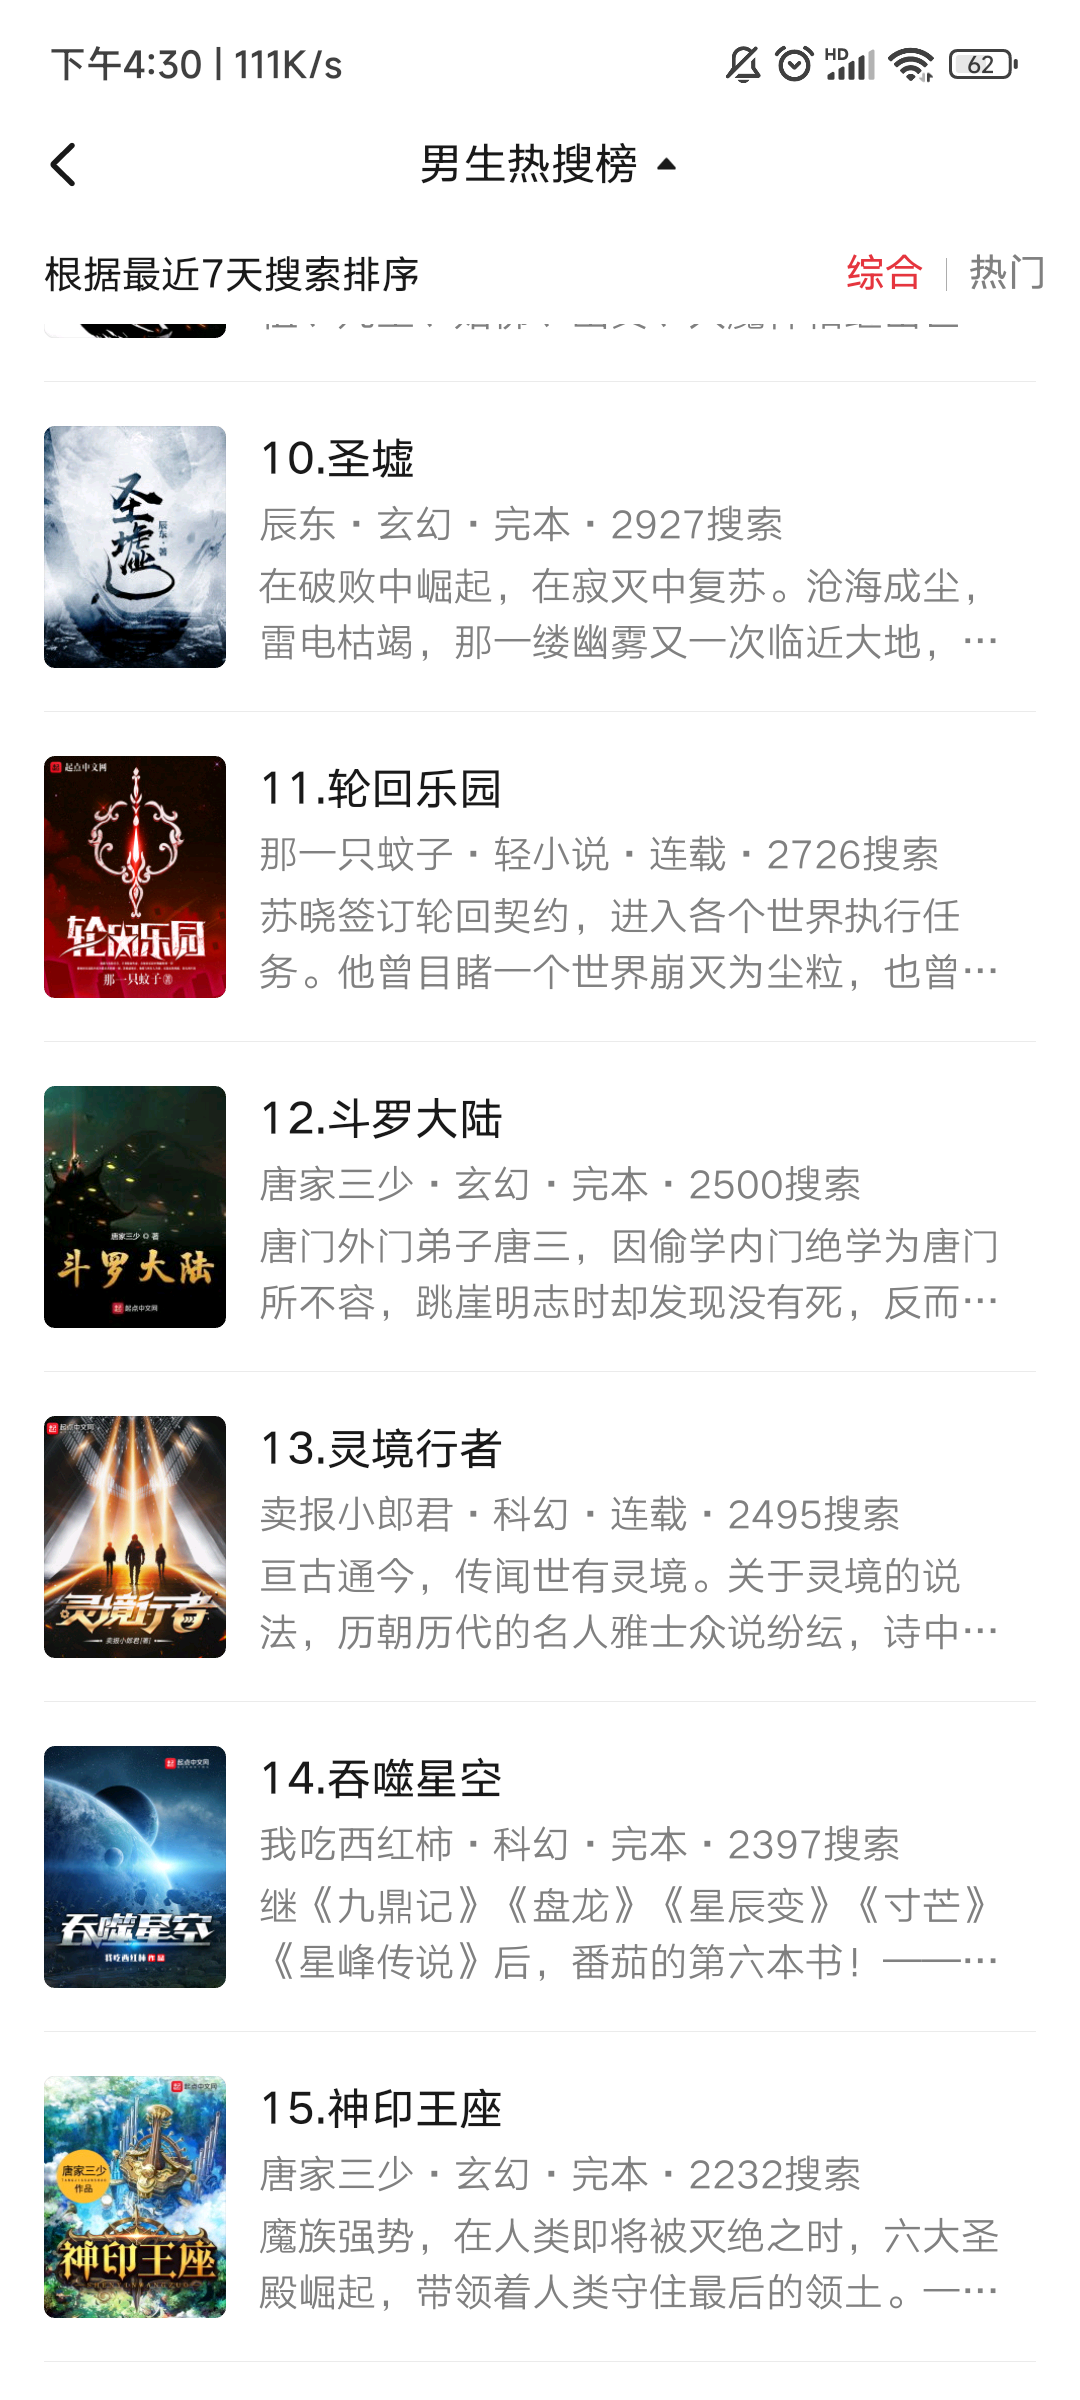 下午4:30 | 111K/s
HD
62
男生热搜榜
根据最近7天搜索排序
综合 | 热门
圣墟
辰东·著
10.圣墟
辰东 · 玄幻 · 完本 · 2927搜索
在破败中崛起，在寂灭中复苏。沧海成尘，
雷电枯竭，那一缕幽雾又一次临近大地，…
起点中文网
轮回乐园
那一只蚊子 著
11.轮回乐园
那一只蚊子 · 轻小说 · 连载 · 2726搜索
苏晓签订轮回契约，进入各个世界执行任
务。他曾目睹一个世界崩灭为尘粒，也曾…
唐家三少 著
斗罗大陆
起点中文网
12.斗罗大陆
唐家三少 · 玄幻 · 完本 · 2500搜索
唐门外门弟子唐三，因偷学内门绝学为唐门
所不容，跳崖明志时却发现没有死，反而…
起点中文网
灵境行者
卖报小郎君[著]
13.灵境行者
卖报小郎君 · 科幻 · 连载 · 2495搜索
亘古通今，传闻世有灵境。关于灵境的说
法，历朝历代的名人雅士众说纷纭，诗中…
起点中文网
吞噬星空
我吃西红柿 作品
14.吞噬星空
我吃西红柿 · 科幻 · 完本 · 2397搜索
继《九鼎记》《盘龙》《星辰变》《寸芒》
《星峰传说》后，番茄的第六本书！——…
起点中文网
唐家三少
作品
神印王座
15.神印王座
唐家三少 · 玄幻 · 完本 · 2232搜索
魔族强势，在人类即将被灭绝之时，六大圣
殿崛起，带领着人类守住最后的领土。一…